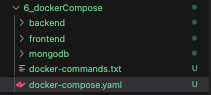 6_dockerCompose
backend
frontend
mongodb
docker-commands.txt U
docker-compose.yaml U